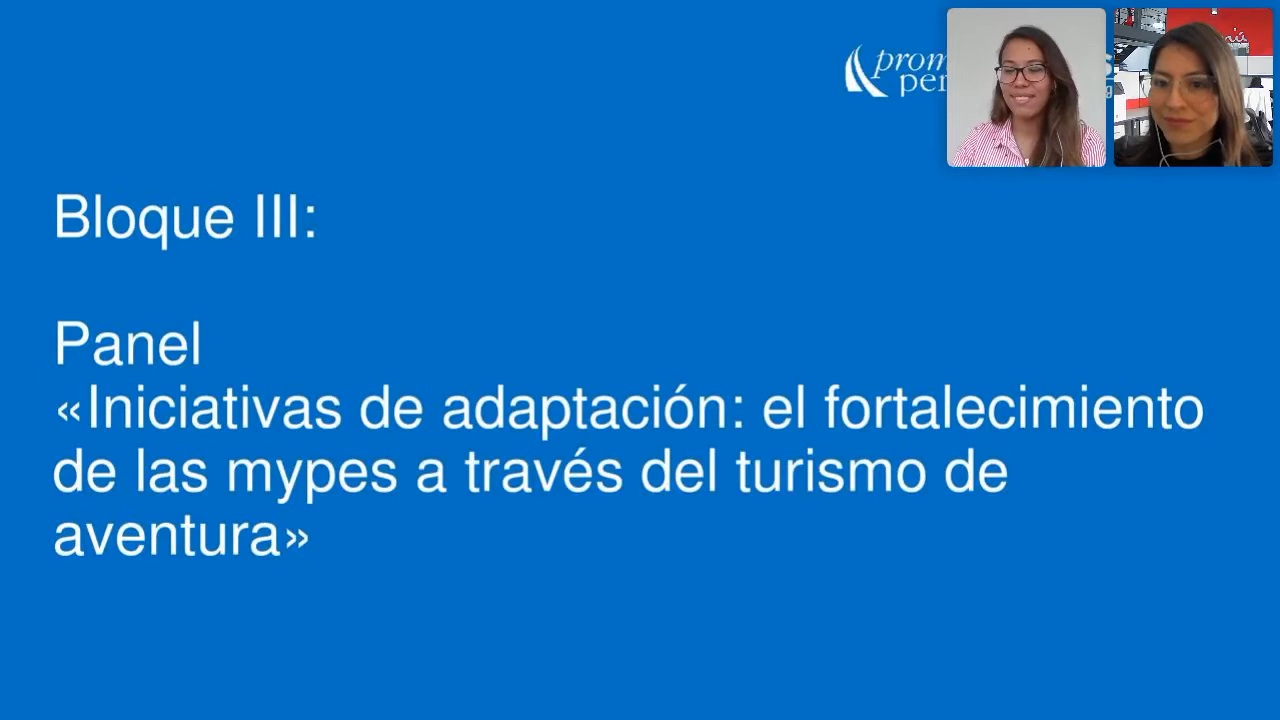 Bloque III:
Panel
«Iniciativas de adaptación: el fortalecimiento
de las mypes a través del turismo de
aventura»